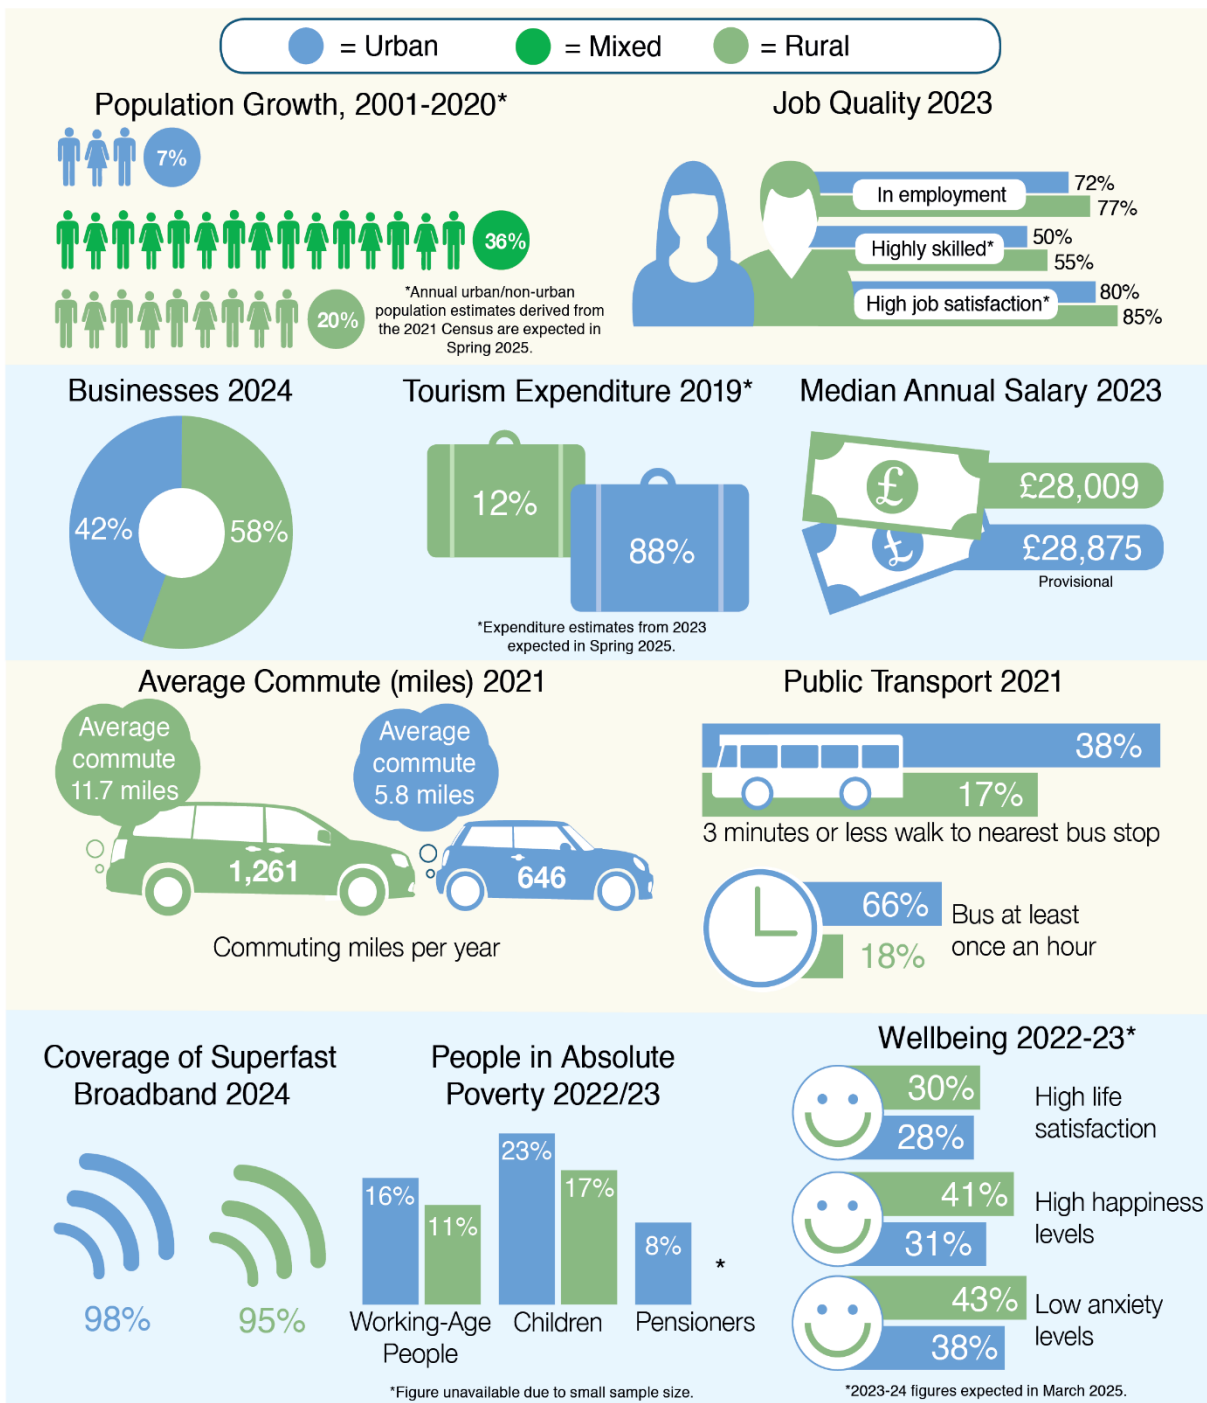 = Urban
= Mixed
= Rural
Population Growth, 2001-2020*
7%
36%
20%
*Annual urban/non-urban
population estimates derived from
the 2021 Census are expected in
Spring 2025.
Job Quality 2023
In employment
72%
77%
Highly skilled*
50%
55%
High job satisfaction*
80%
85%
Businesses 2024
42%
58%
Tourism Expenditure 2019*
12%
88%
*Expenditure estimates from 2023
expected in Spring 2025.
Median Annual Salary 2023
£
£28,009
£
£28,875
Provisional
Average Commute (miles) 2021
Average
commute
11.7 miles
Average
commute
5.8 miles
1,261
646
Commuting miles per year
Public Transport 2021
38%
17%
3 minutes or less walk to nearest bus stop
66%
18%
Bus at least
once an hour
Coverage of Superfast
Broadband 2024
98%
95%
People in Absolute
Poverty 2022/23
16%
11%
23%
17%
8%
*
Working-Age
People
Children
Pensioners
*Figure unavailable due to small sample size.
Wellbeing 2022-23*
30%
28%
High life
satisfaction
41%
31%
High happiness
levels
43%
38%
Low anxiety
levels
*2023-24 figures expected in March 2025.